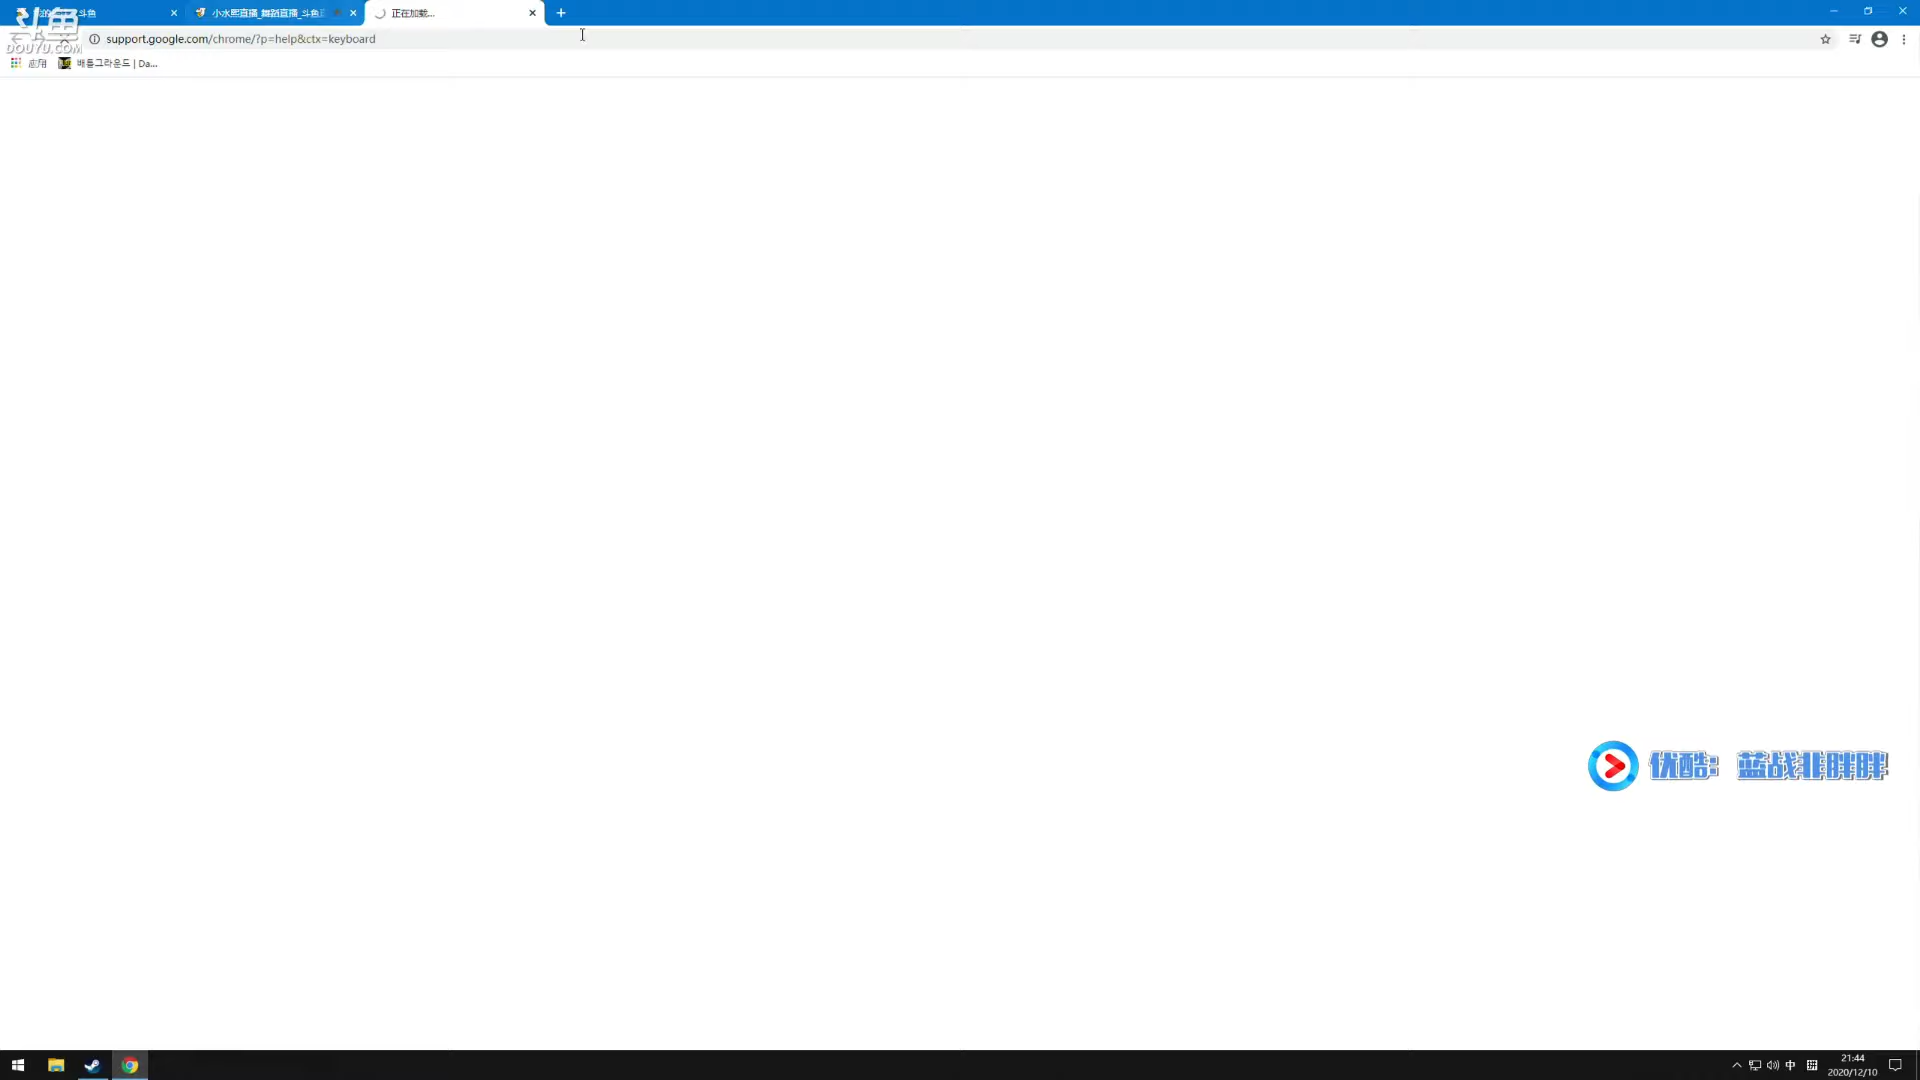 斗鱼
DOUYU.COM
小水熙直播_舞蹈直播_斗鱼
正在加载...
support.google.com/chrome/?p=help&ctx=keyboard
应用
배틀그라운드 | Da...
优酷: 蓝战非胖胖
中
21:44
2020/12/10